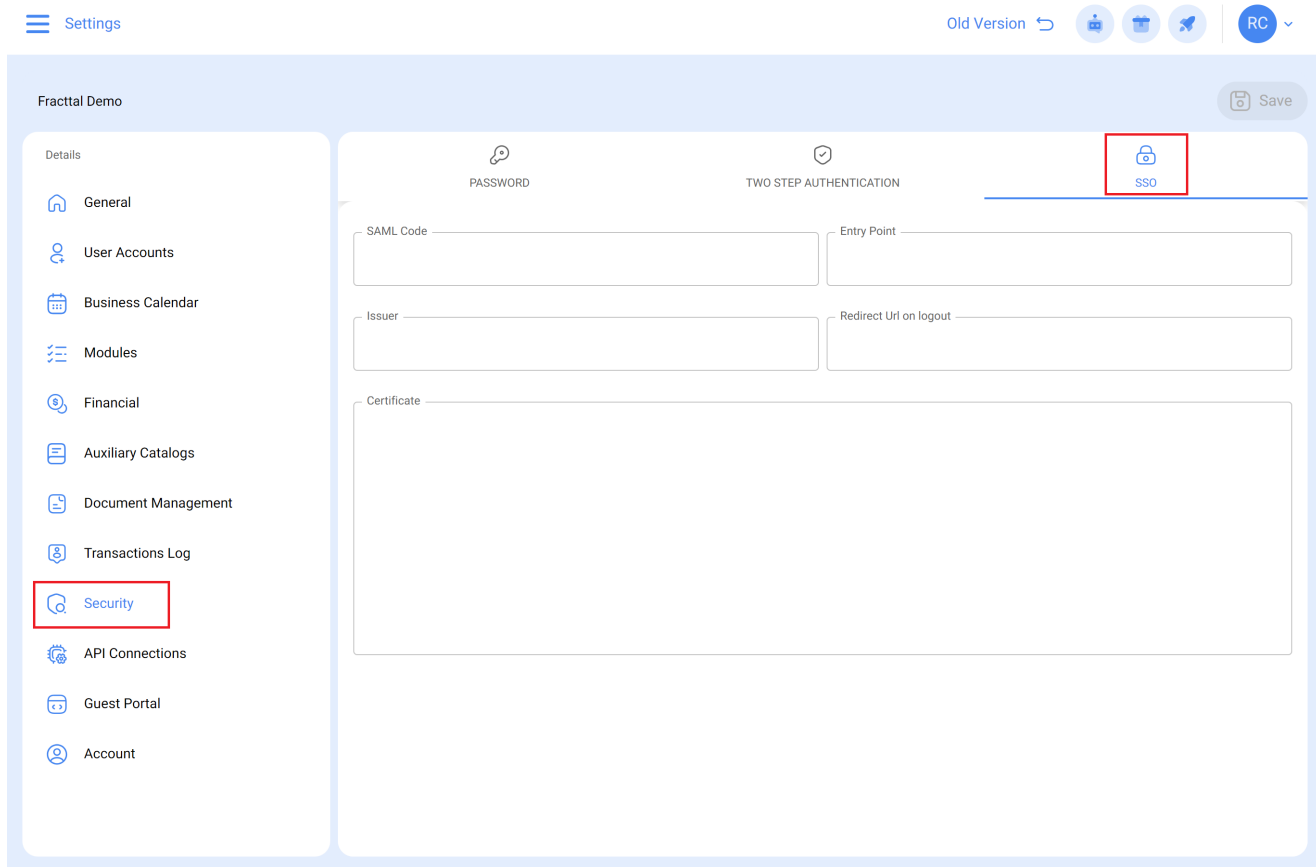 Settings
Old Version
RC
Fracttal Demo
Save
Details
General
User Accounts
Business Calendar
Modules
Financial
Auxiliary Catalogs
Document Management
Transactions Log
Security
API Connections
Guest Portal
Account
PASSWORD
TWO STEP AUTHENTICATION
SSO
SAML Code
Entry Point
Issuer
Redirect Url on logout
Certificate